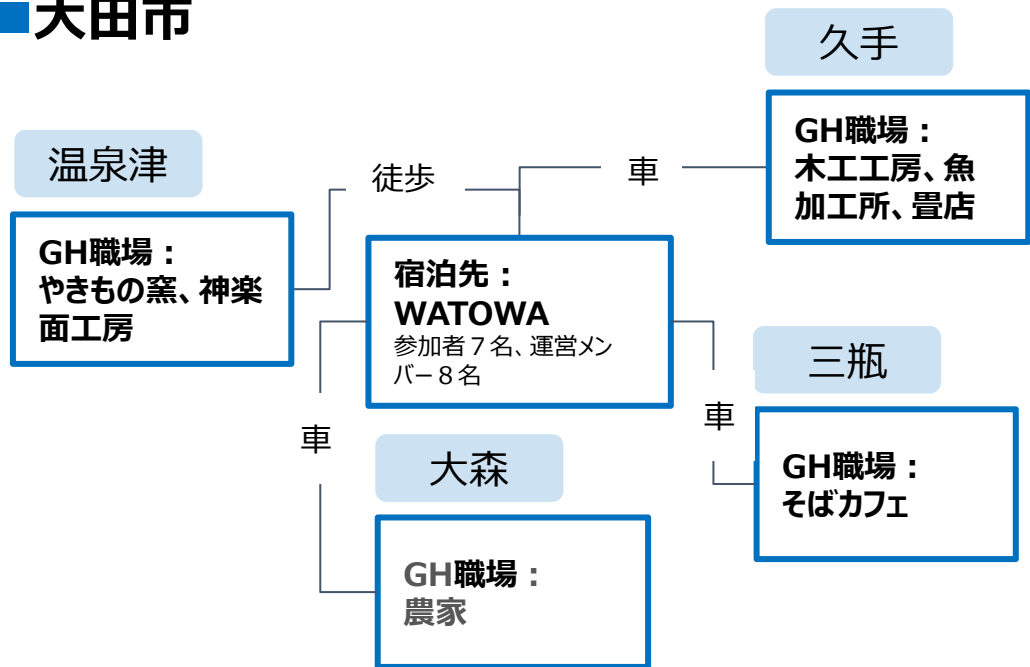 ■大田市
久手
GH職場：
木工工房、魚
加工所、畳店
温泉津
徒歩
車
GH職場：
やきもの窯、神楽
面工房
宿泊先：
WATOWA
参加者７名、運営メン
バー８名
三瓶
車
車
大森
GH職場：
そばカフェ
GH職場：
農家